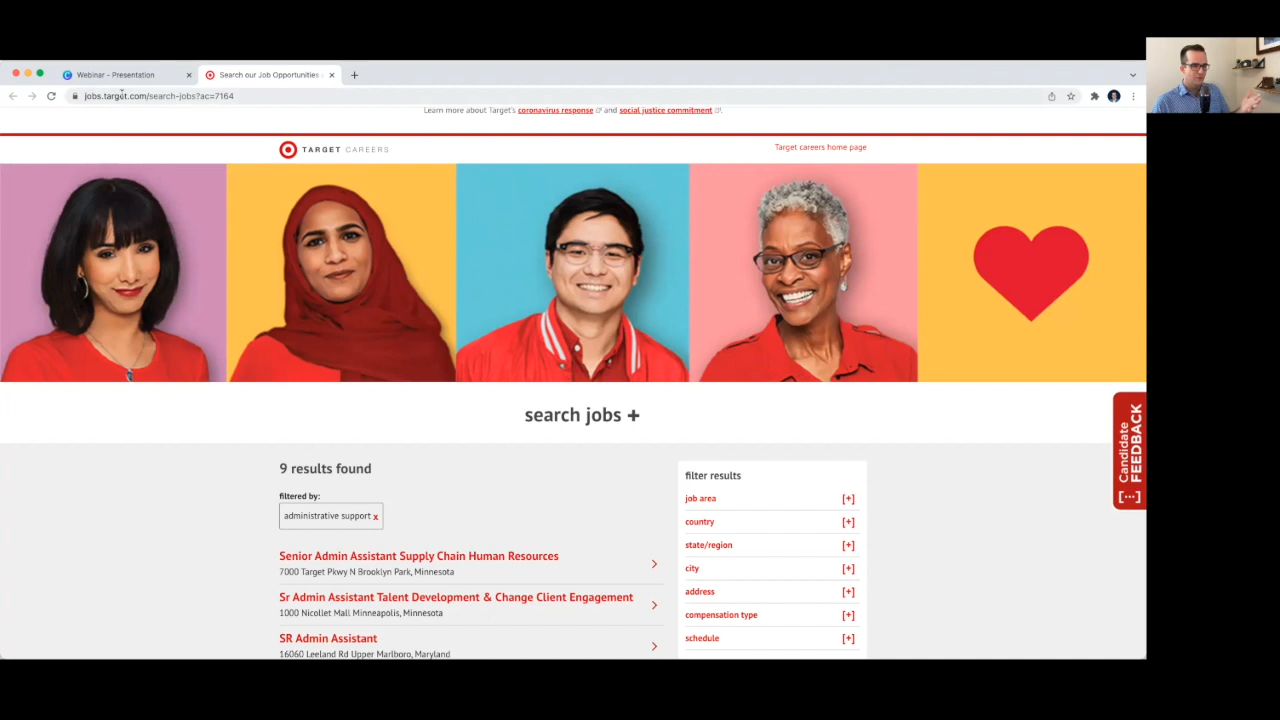 Webinar - Presentation
Search our Job Opportunities
jobs.target.com/search-jobs?ac=7164
Learn more about Target's coronavirus response and social justice commitment.
TARGET CAREERS
Target careers home page
search jobs +
Candidate
FEEDBACK
[...]
9 results found
filtered by:
administrative support x
Senior Admin Assistant Supply Chain Human Resources
7000 Target Pkwy N Brooklyn Park, Minnesota
Sr Admin Assistant Talent Development & Change Client Engagement
1000 Nicollet Mall Minneapolis, Minnesota
SR Admin Assistant
16060 Leeland Rd Upper Marlboro, Maryland
filter results
job area [+]
country [+]
state/region [+]
city [+]
address [+]
compensation type [+]
schedule [+]